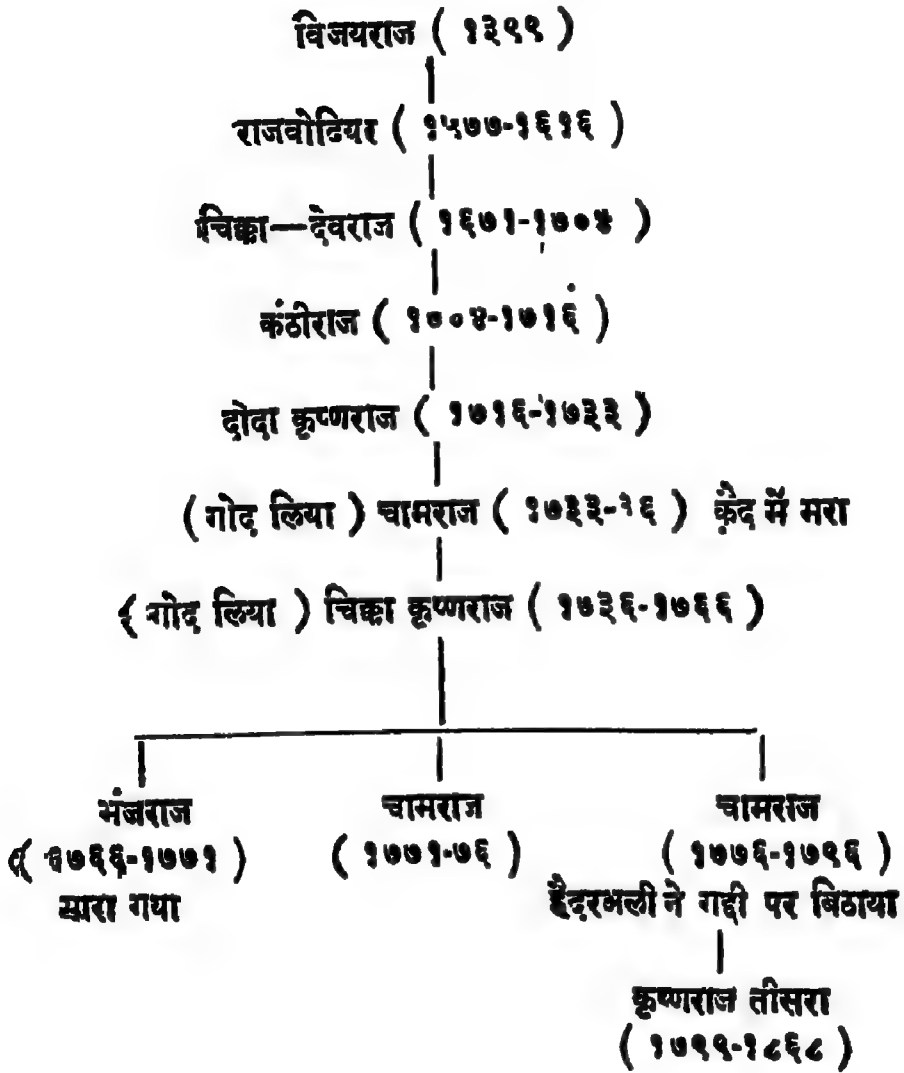 विजयराज ( १३९९ )
राजवोढियर ( १५७७-१६१६ )
चिक्का—देवराज ( १६७१-१७०४ )
कंठीराज ( १७०४-१७१६ )
दोदा कृष्णराज ( १७१६-१७३३ )
( गोद लिया ) चामराज ( १७३३-३६ ) क़ैद में मरा
( गोद लिया ) चिक्का कृष्णराज ( १७३६-१७६६ )
भंजराज चामराज चामराज
( १७६६-१७७१ ) ( १७७१-७६ ) ( १७७६-१७९६ )
मारा गया हैदरअली ने गद्दी पर बिठाया
कृष्णराज तीसरा
( १७९९-१८६८ )